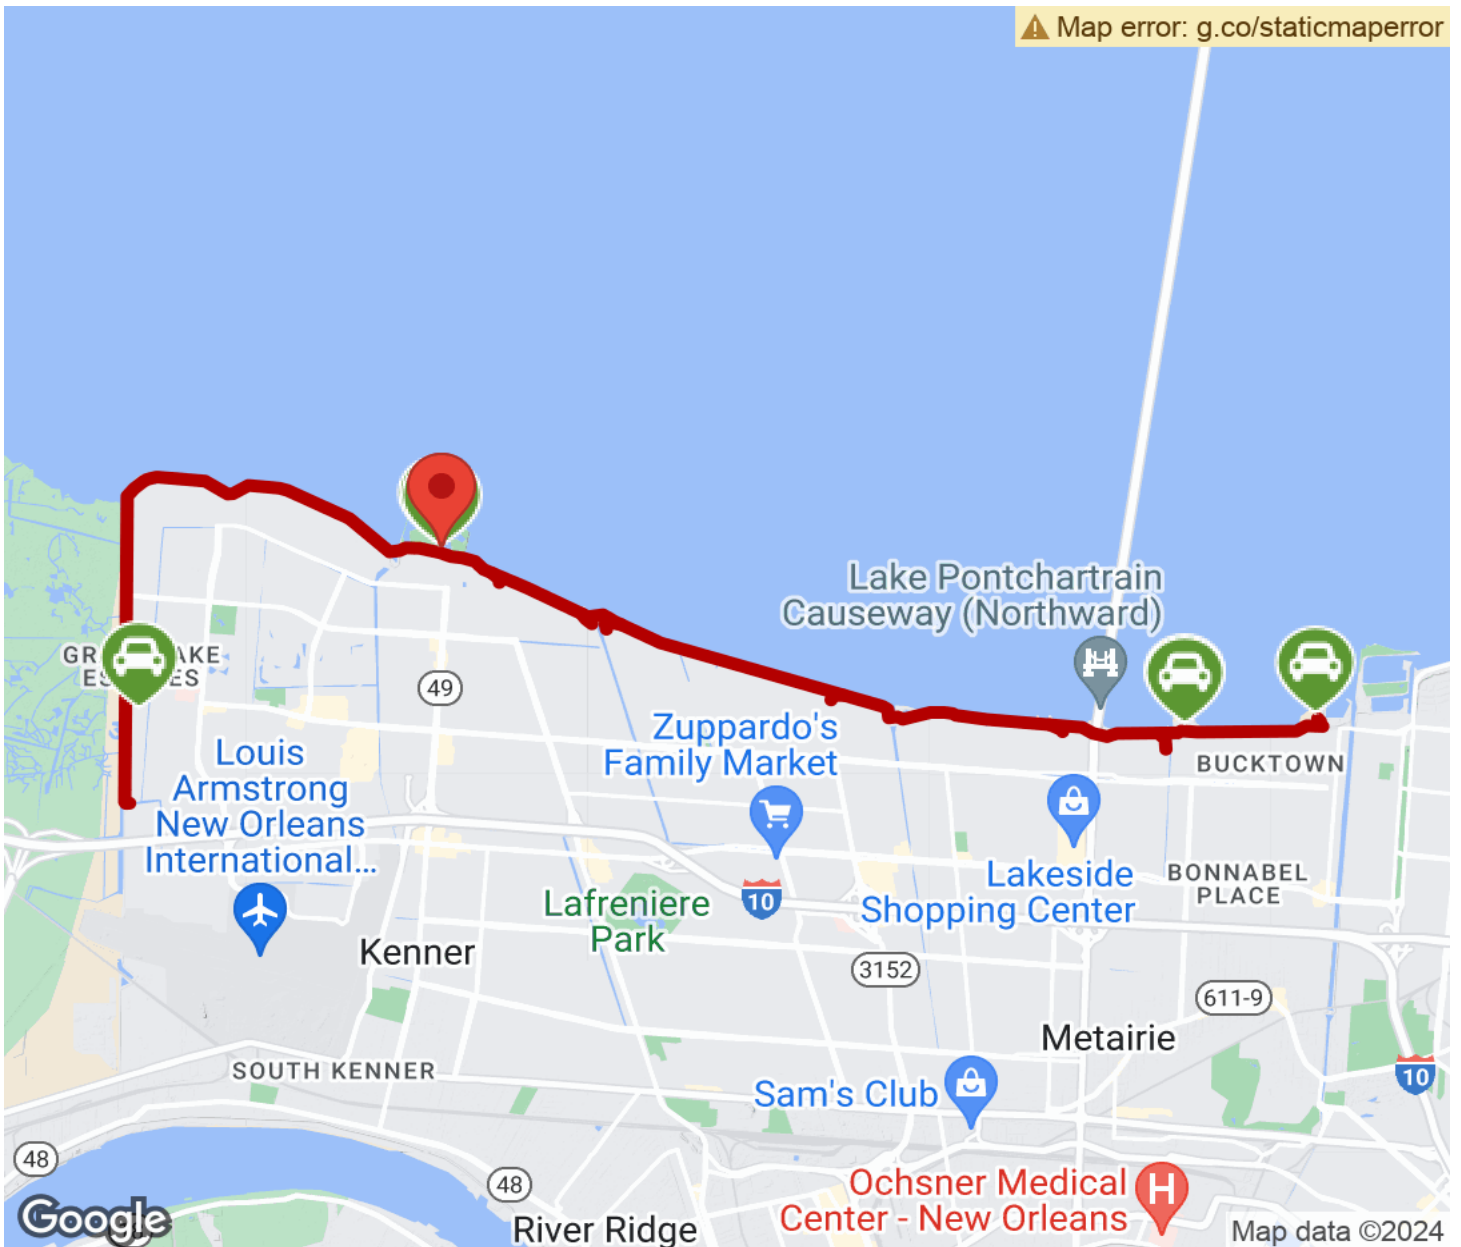 Map error: g.co/staticmaperror
Lake Pontchartrain
Causeway (Northward)
49
Zuppardo's
Family Market
BUCKTOWN
Louis
Armstrong
New Orleans
International...
Lakeside
Shopping Center
BONNABEL
PLACE
10
Lafreniere
Park
Kenner
3152
611-9
Metairie
SOUTH KENNER
10
Sam's Club
48
48
Ochsner Medical
Center - New Orleans
H
Google
River Ridge
Map data ©2024